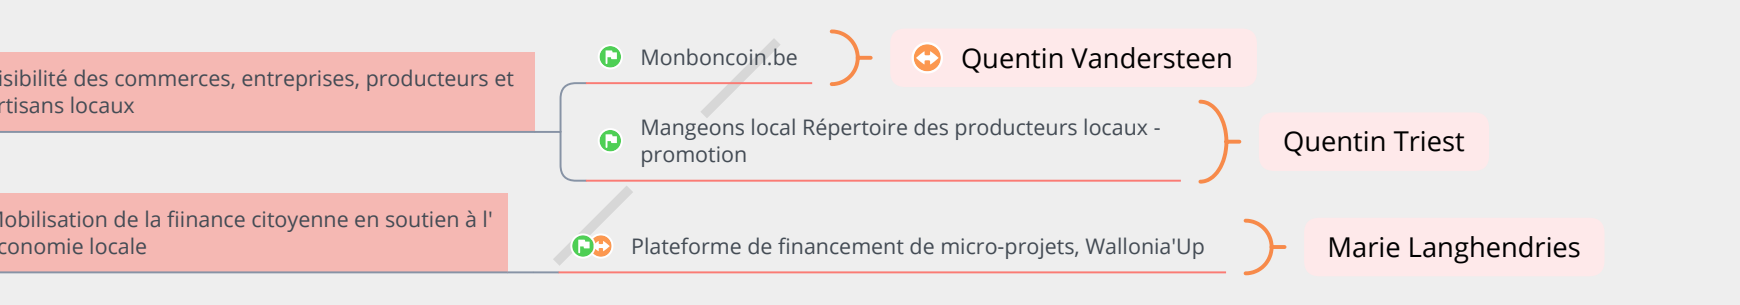 isibilité des commerces, entreprises, producteurs et
rtisans locaux
Monboncoin.be
Quentin Vandersteen
Mangeons local Répertoire des producteurs locaux -
promotion
Quentin Triest
Mobilisation de la fiinance citoyenne en soutien à l'
conomie locale
Plateforme de financement de micro-projets, Wallonia'Up
Marie Langhendries